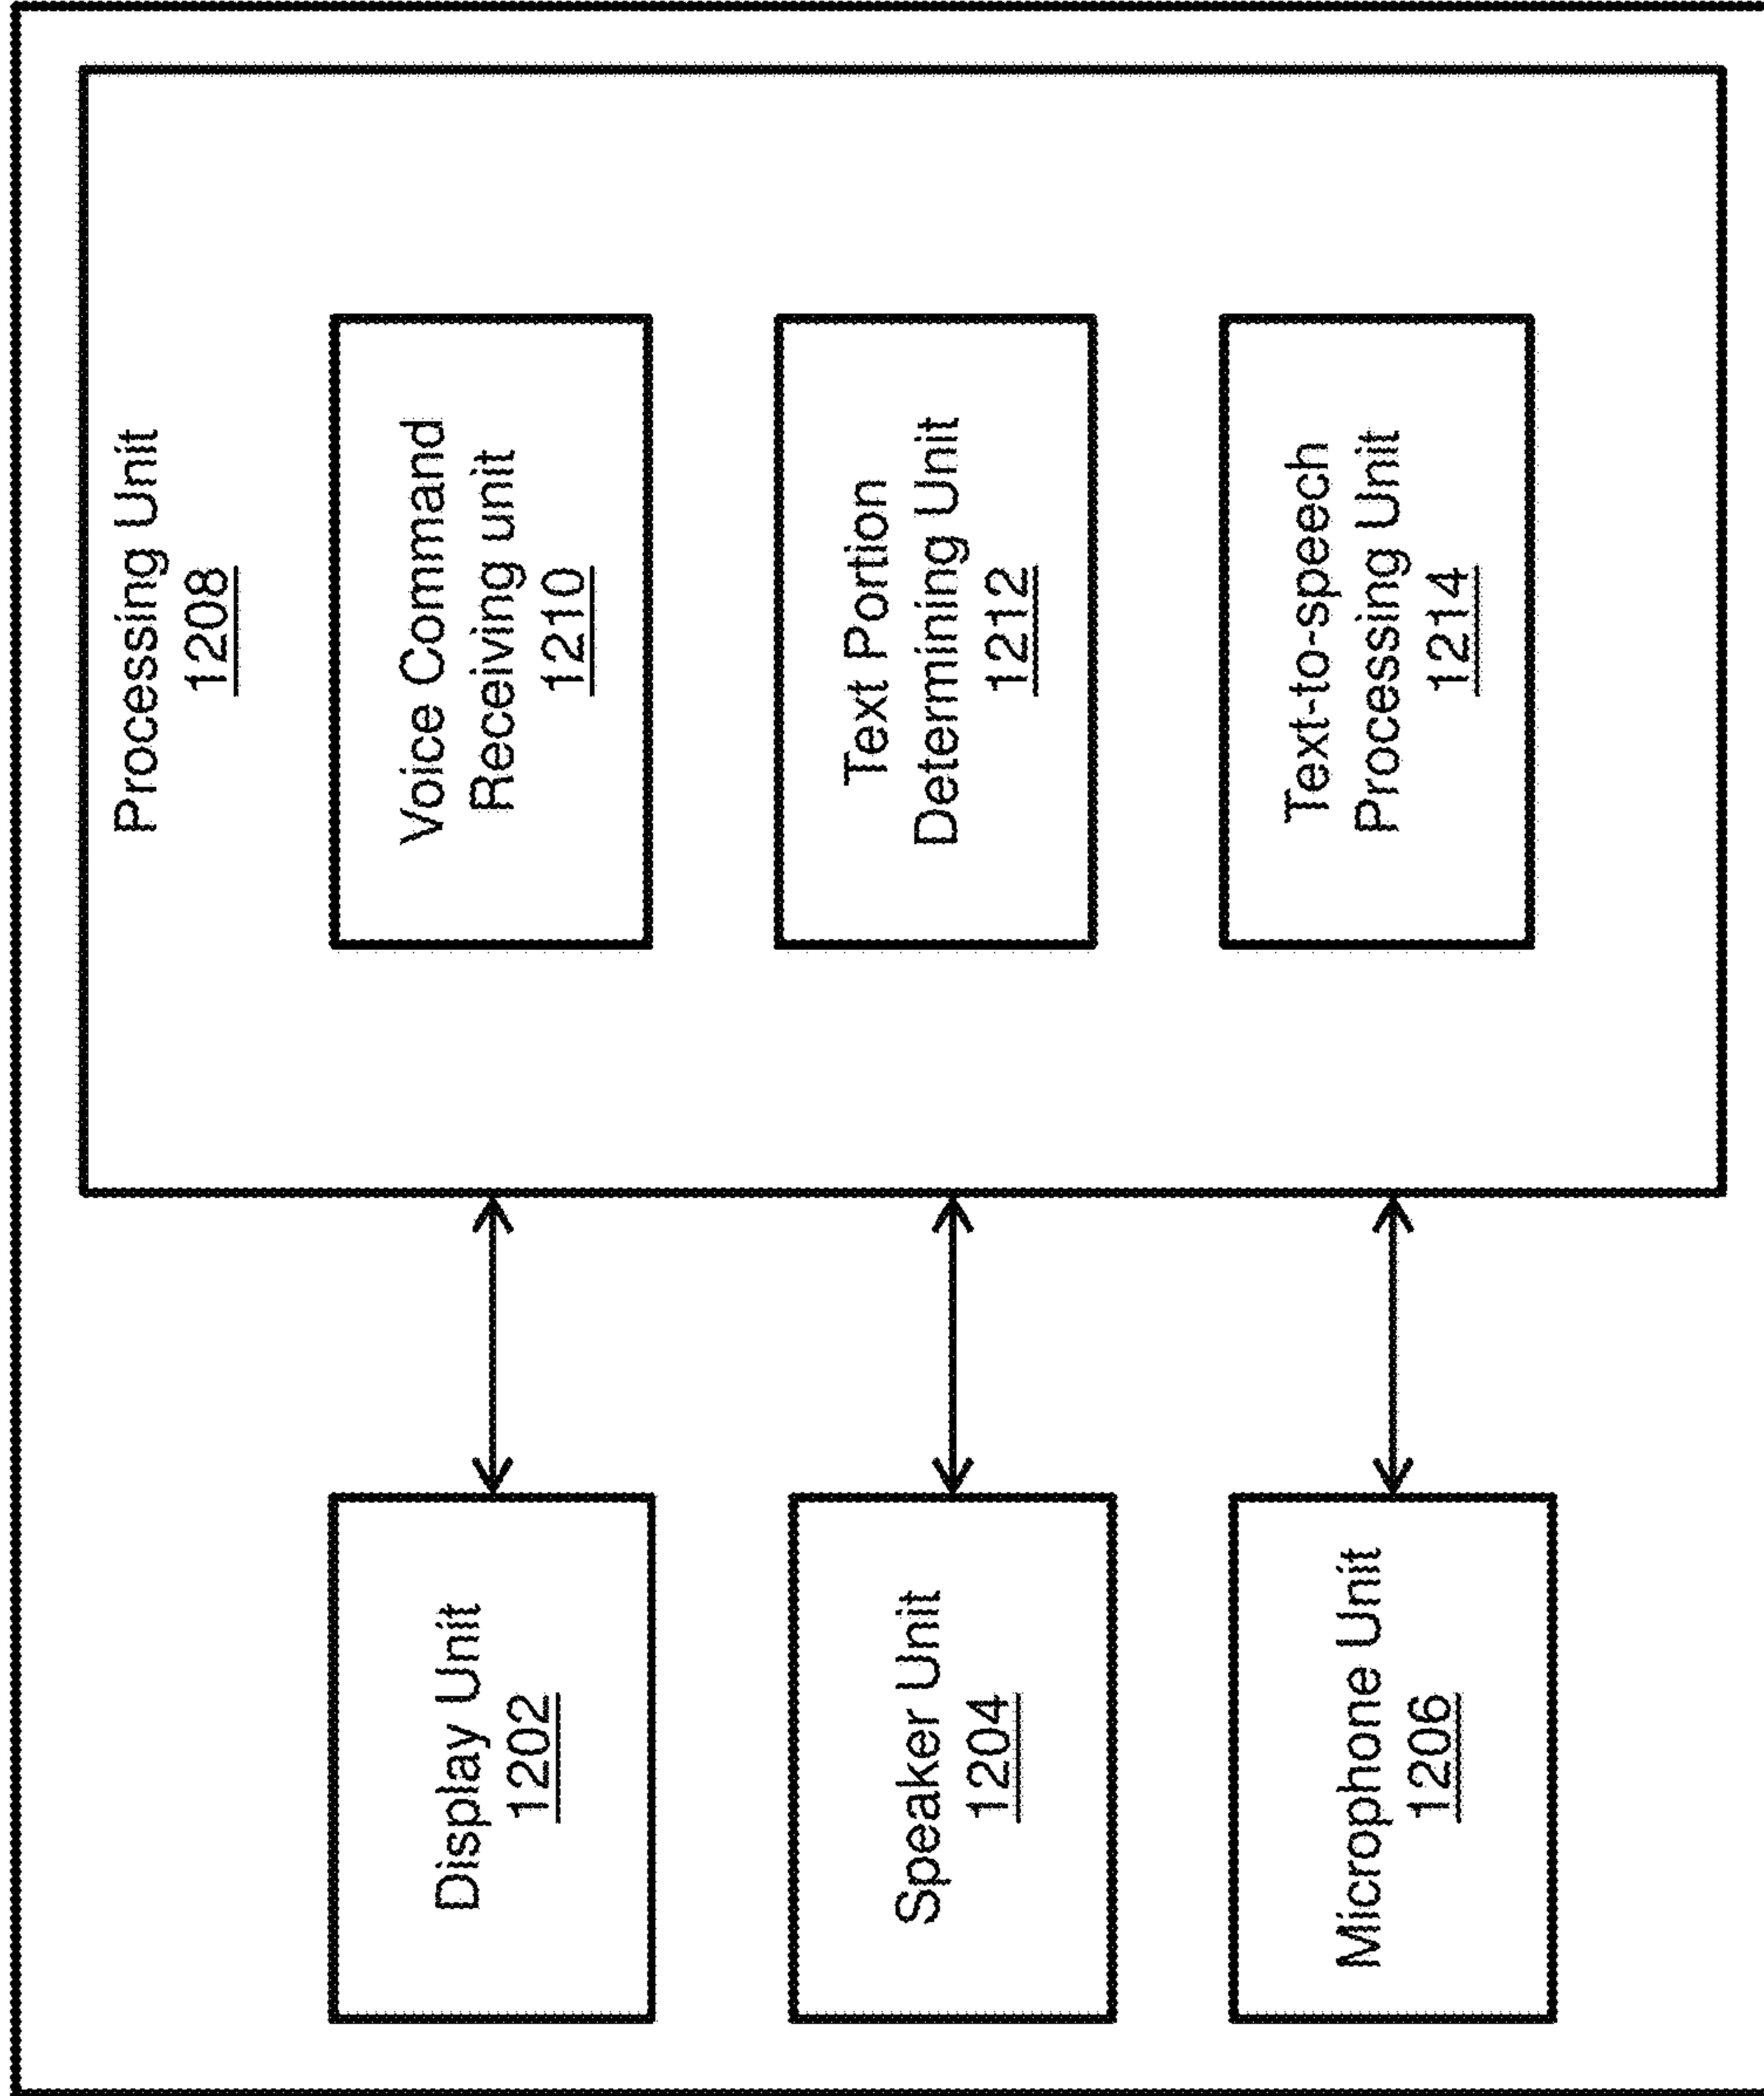 Processing Unit
1208
Voice Command
Receiving unit
1210
Text Portion
Determining Unit
1212
Text-to-speech
Processing Unit
1214
Display Unit
1202
Speaker Unit
1204
Microphone Unit
1206